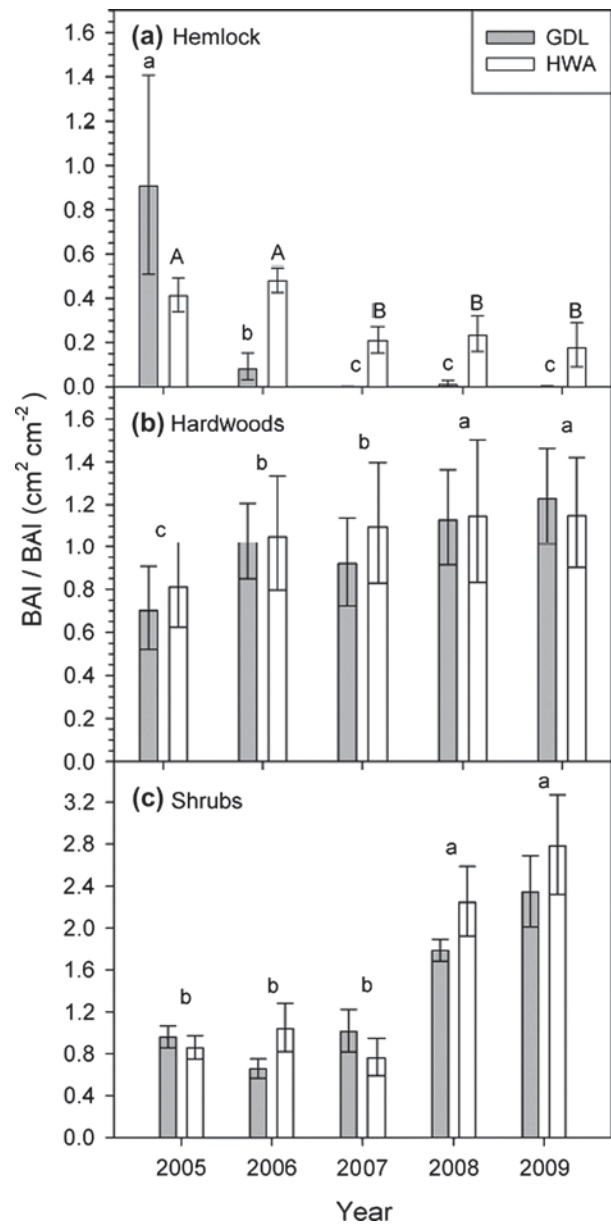 (a) Hemlock
GDL
HWA
1.6
1.4
1.2
1.0
0.8
0.6
0.4
0.2
0.0
a
A
b
A
c
B
c
B
c
B
(b) Hardwoods
1.6
1.4
1.2
1.0
0.8
0.6
0.4
0.2
0.0
c
b
b
a
a
BAI / BAI (cm² cm⁻²)
(c) Shrubs
3.2
2.8
2.4
2.0
1.6
1.2
0.8
0.4
0.0
b
b
b
a
a
2005 2006 2007 2008 2009
Year